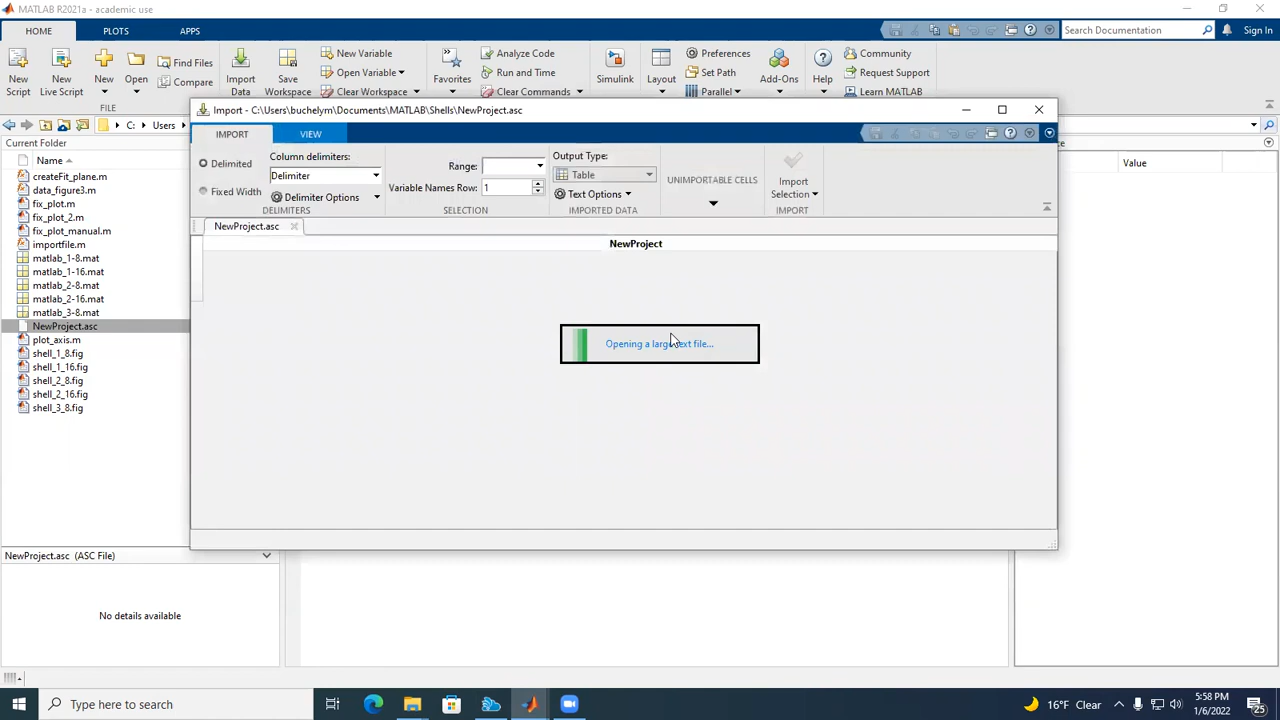 MATLAB R2021a - academic use
HOME PLOTS APPS
Search Documentation
Sign In
New Script
New Live Script
New
Open
Find Files
Compare
Import Data
Save Workspace
New Variable
Open Variable
Clear Workspace
Favorites
Analyze Code
Run and Time
Clear Commands
Simulink
Layout
Preferences
Set Path
Parallel
Add-Ons
Help
Community
Request Support
Learn MATLAB
FILE
C: Users
Import - C:\Users\buchelym\Documents\MATLAB\Shells\NewProject.asc
IMPORT VIEW
Delimited
Fixed Width
Column delimiters:
Delimiter
Delimiter Options
DELIMITERS
Range:
Variable Names Row: 1
SELECTION
Output Type:
Table
Text Options
IMPORTED DATA
UNIMPORTABLE CELLS
Import Selection
IMPORT
NewProject.asc
NewProject
Opening a large text file...
Current Folder
Name
createFit_plane.m
data_figure3.m
fix_plot.m
fix_plot_2.m
fix_plot_manual.m
importfile.m
matlab_1-8.mat
matlab_1-16.mat
matlab_2-8.mat
matlab_2-16.mat
matlab_3-8.mat
NewProject.asc
plot_axis.m
shell_1_8.fig
shell_1_16.fig
shell_2_8.fig
shell_2_16.fig
shell_3_8.fig
NewProject.asc (ASC File)
No details available
Value
Type here to search
16°F Clear
5:58 PM
1/6/2022
25